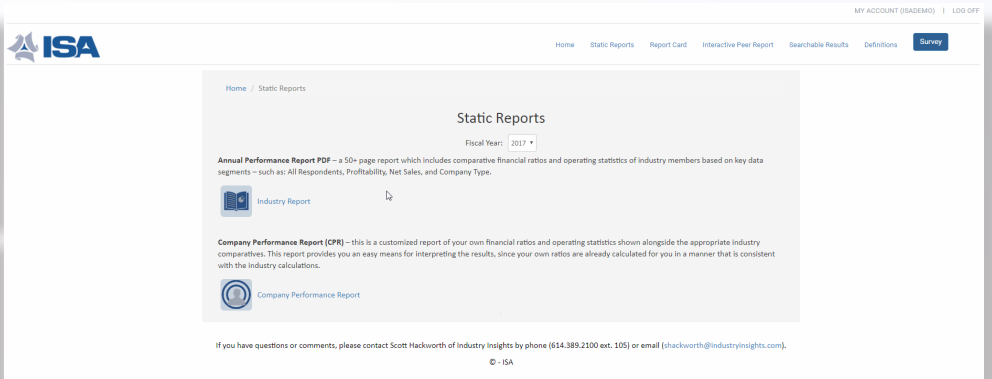 MY ACCOUNT (ISADEMO) | LOG OFF
ISA
Home Static Reports Report Card Interactive Peer Report Searchable Results Definitions Survey
Home / Static Reports
Static Reports
Fiscal Year: 2017
Annual Performance Report PDF – a 50+ page report which includes comparative financial ratios and operating statistics of industry members based on key data
segments – such as: All Respondents, Profitability, Net Sales, and Company Type.
Industry Report
Company Performance Report (CPR) – this is a customized report of your own financial ratios and operating statistics shown alongside the appropriate industry
comparatives. This report provides you an easy means for interpreting the results, since your own ratios are already calculated for you in a manner that is consistent
with the industry calculations.
Company Performance Report
If you have questions or comments, please contact Scott Hackworth of Industry Insights by phone (614.389.2100 ext. 105) or email (shackworth@industryinsights.com).
© - ISA